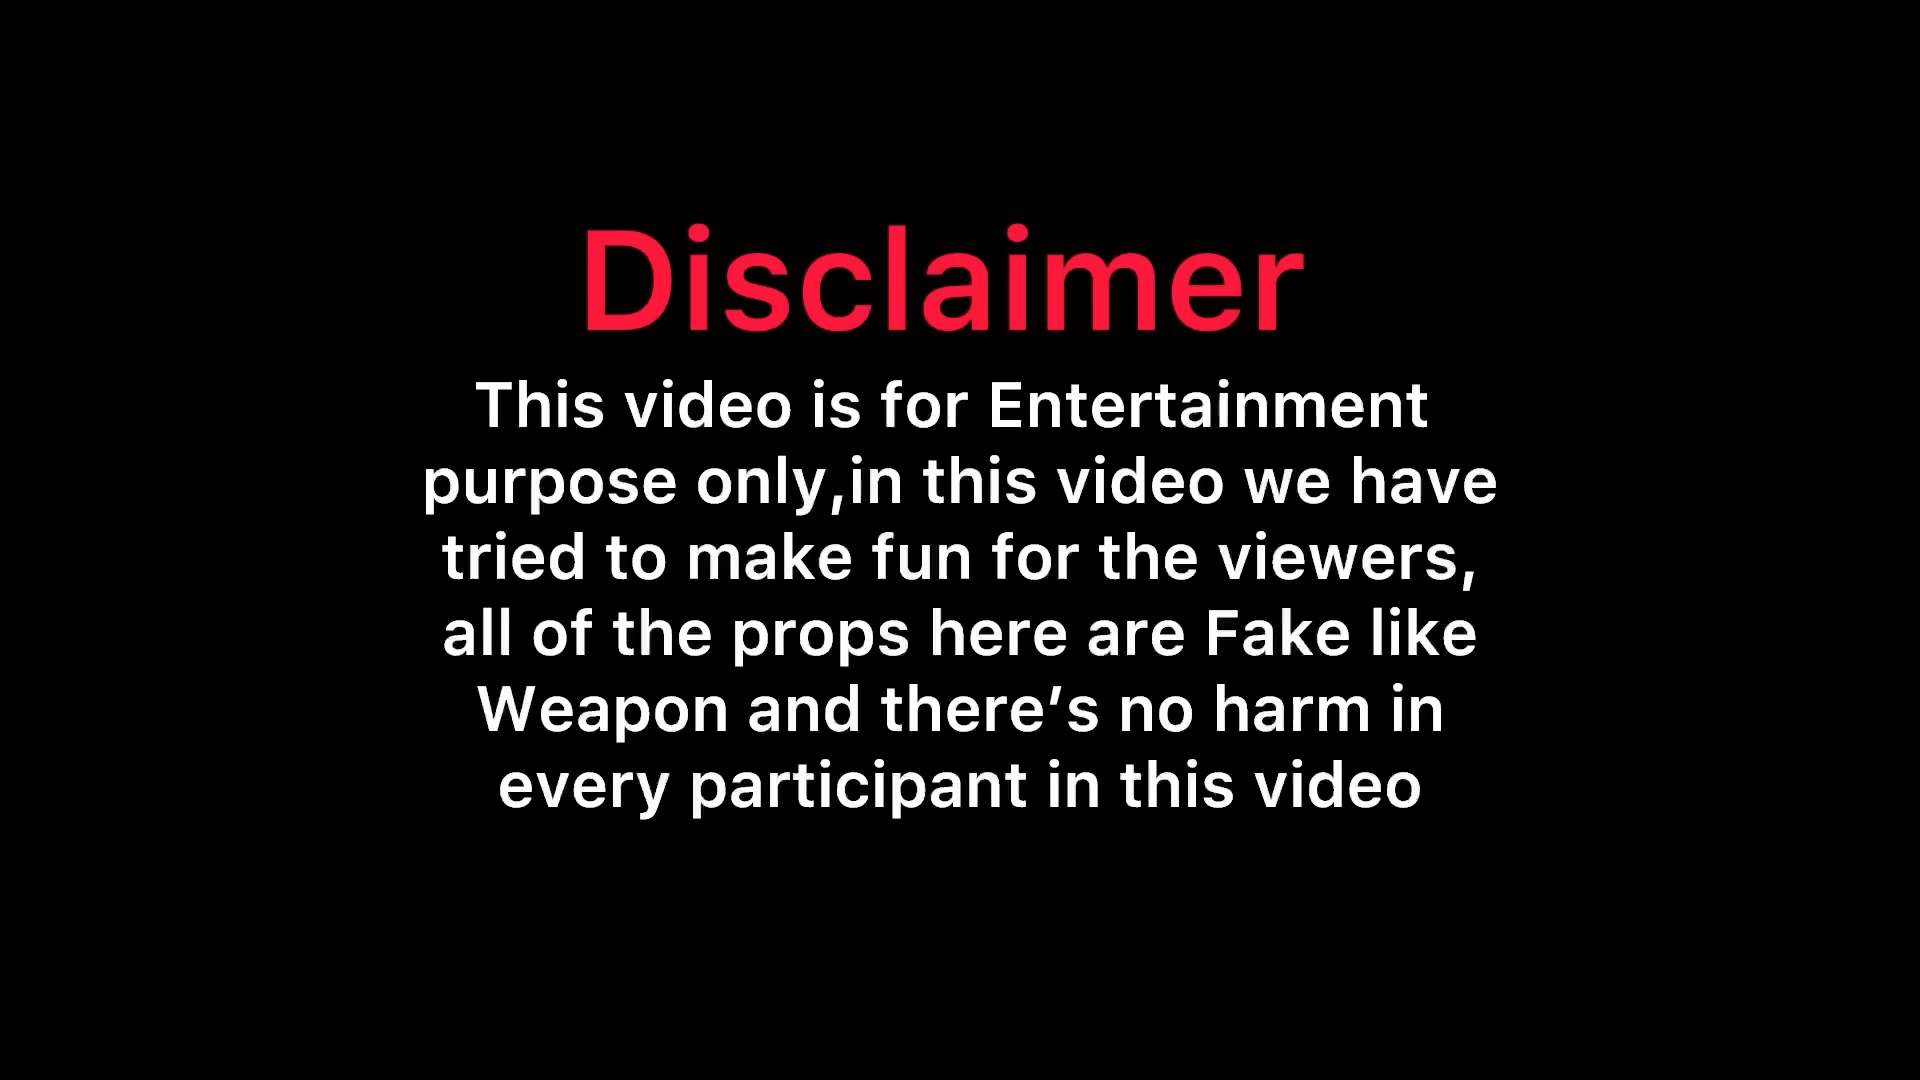 Disclaimer
This video is for Entertainment
purpose only,in this video we have
tried to make fun for the viewers,
all of the props here are Fake like
Weapon and there’s no harm in
every participant in this video